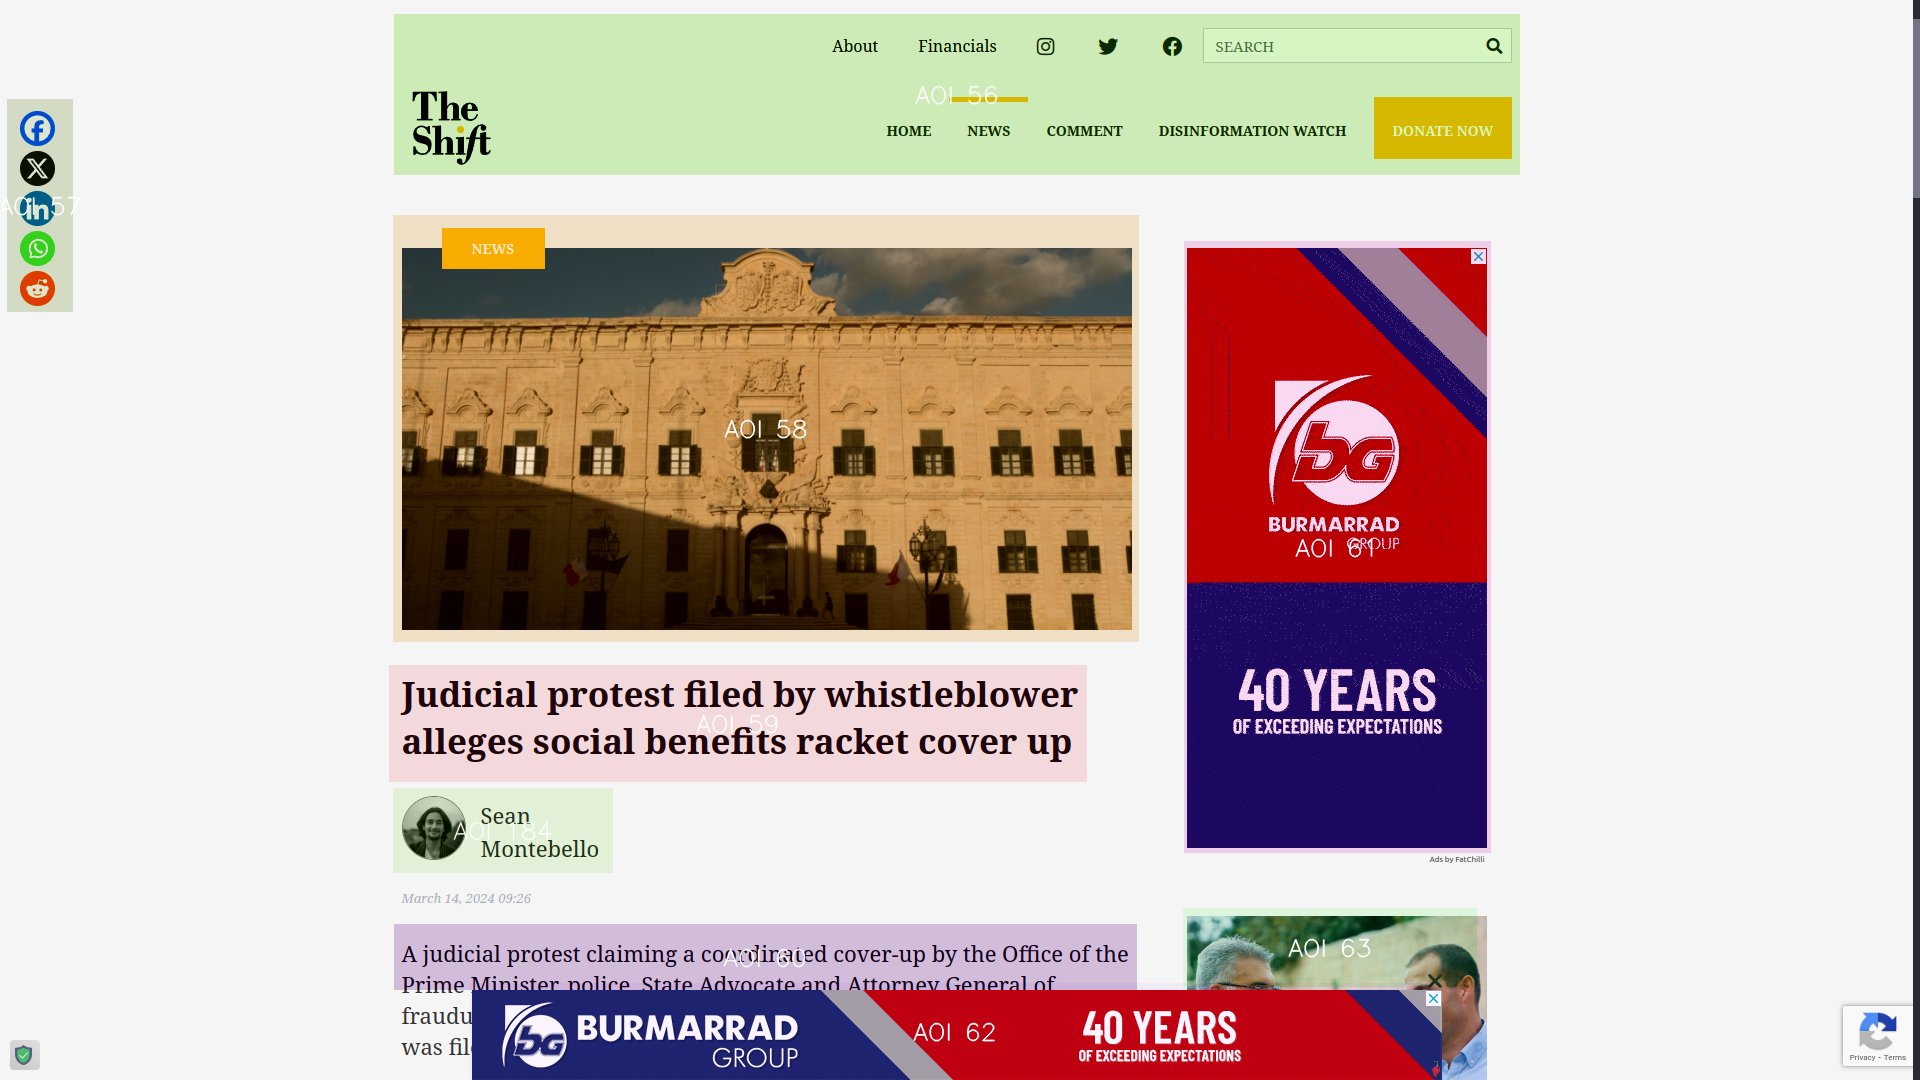 About
Financials
SEARCH
AOI 56
The
Shift
HOME
NEWS
COMMENT
DISINFORMATION WATCH
DONATE NOW
AOI 57
NEWS
AOI 58
BURMARRAD
GROUP
AOI 61
40 YEARS
OF EXCEEDING EXPECTATIONS
Ads by FatChilli
Judicial protest filed by whistleblower
AOI 59
alleges social benefits racket cover up
Sean
AOI 184
Montebello
March 14, 2024 09:26
A judicial protest claiming a coordinated cover-up by the Office of the
AOI 60
Prime Minister, police, State Advocate and Attorney General of
fraudu
was file
AOI 63
bg BURMARRAD
GROUP
AOI 62
40 YEARS
OF EXCEEDING EXPECTATIONS
Privacy - Terms